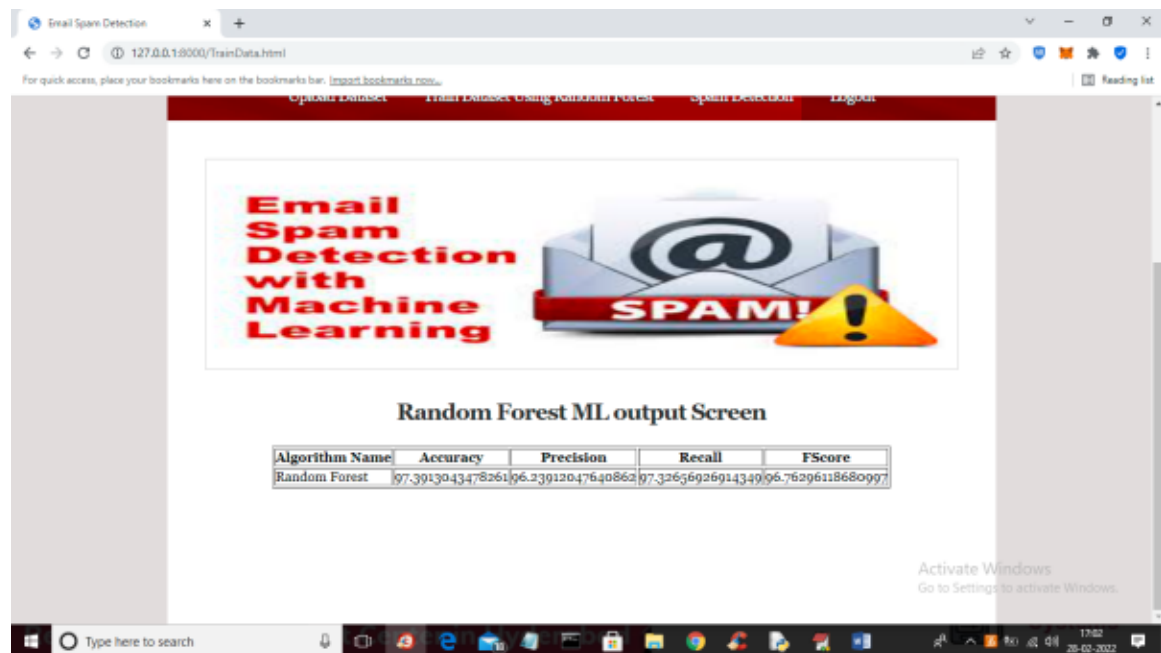 Email Spam Detection
127.0.0.1:8000/TrainData.html
For quick access, place your bookmarks here on the bookmarks bar. Import bookmarks now...
Reading list
Upload Dataset Train Dataset Using Random Forest Spam Detection Logout
Email
Spam
Detection
with
Machine
Learning
@
SPAM!
!
Random Forest ML output Screen
Algorithm Name Accuracy Precision Recall FScore
Random Forest 97.3913043478261 96.23912047640862 97.32656926914349 96.76296118680997
Activate Windows
Go to Settings to activate Windows.
Type here to search
17:02
28-02-2022